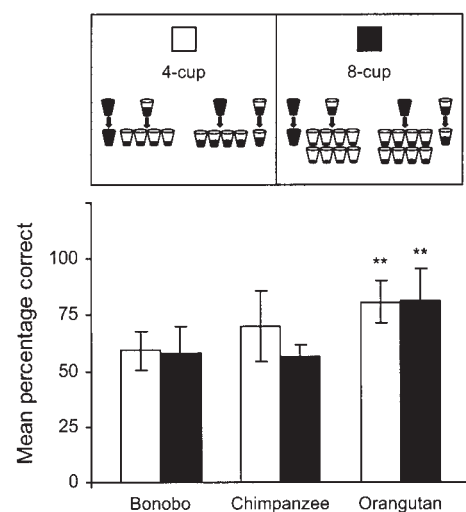 4-cup
8-cup
Mean percentage correct
100
75
50
25
0
** **
Bonobo Chimpanzee Orangutan